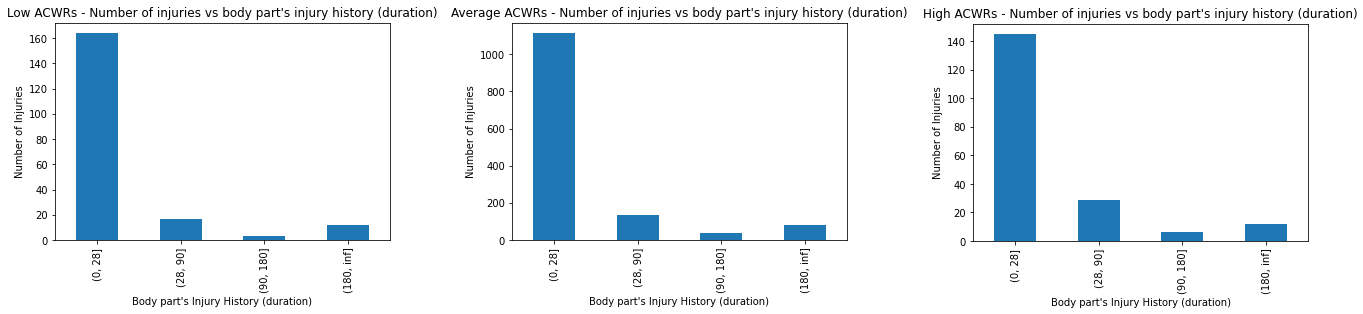 Low ACWRs - Number of injuries vs body part's injury history (duration)
Number of Injuries
160
140
120
100
80
60
40
20
0
(0, 28]
(28, 90]
(90, 180]
(180, inf]
Body part's Injury History (duration)
Average ACWRs - Number of injuries vs body part's injury history (duration)
Number of Injuries
1000
800
600
400
200
0
(0, 28]
(28, 90]
(90, 180]
(180, inf]
Body part's Injury History (duration)
High ACWRs - Number of injuries vs body part's injury history (duration)
Number of Injuries
140
120
100
80
60
40
20
0
(0, 28]
(28, 90]
(90, 180]
(180, inf]
Body part's Injury History (duration)